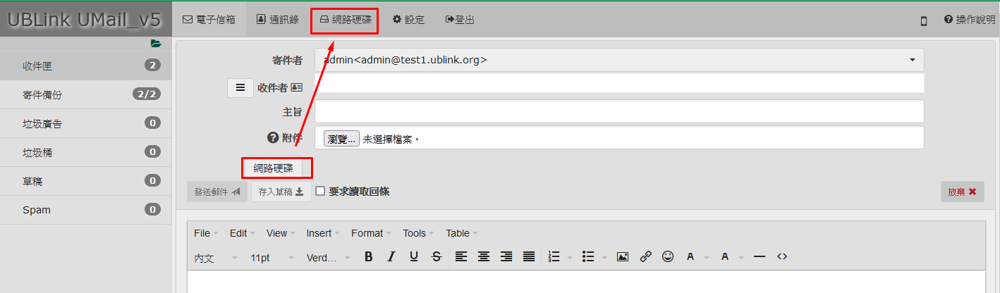 UBLink UMail_v5
電子信箱 通訊錄 網路硬碟 設定 登出 操作說明
收件匣 2
寄件備份 2/2
垃圾廣告 0
垃圾桶 0
草稿 0
Spam 0
寄件者 admin<admin@test1.ublink.org>
收件者
主旨
附件 瀏覽... 未選擇檔案。
網路硬碟
發送郵件 存入草稿 要求讀取回條 放棄
File Edit View Insert Format Tools Table
內文 11pt Verd... B I U S A A